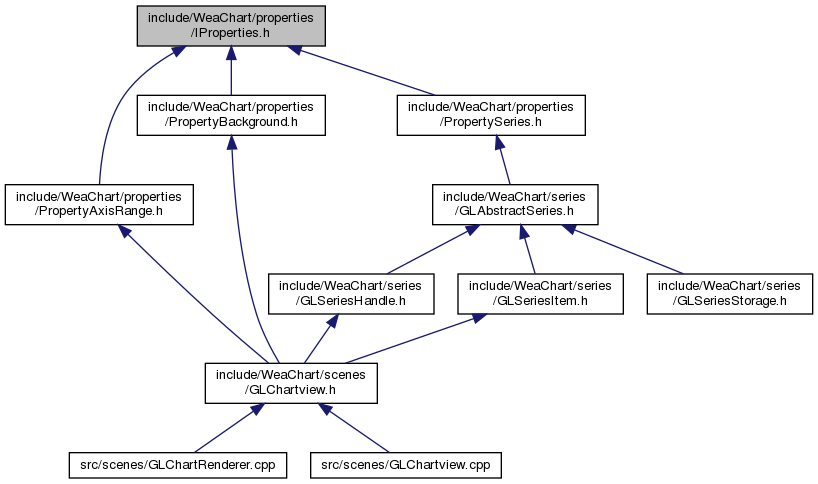 include/WeaChart/properties
/IProperties.h
include/WeaChart/properties
/PropertyBackground.h
include/WeaChart/properties
/PropertySeries.h
include/WeaChart/properties
/PropertyAxisRange.h
include/WeaChart/series
/GLAbstractSeries.h
include/WeaChart/series
/GLSeriesHandle.h
include/WeaChart/series
/GLSeriesItem.h
include/WeaChart/series
/GLSeriesStorage.h
include/WeaChart/scenes
/GLChartview.h
src/scenes/GLChartRenderer.cpp
src/scenes/GLChartview.cpp